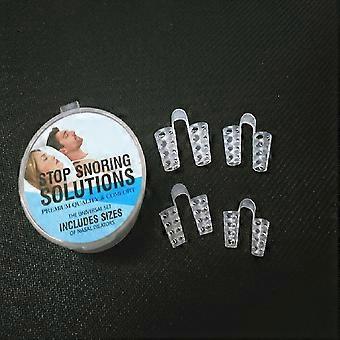 STOP SNORING
SOLUTIONS
PREMIUM QUALITY & COMFORT
THE UNIVERSAL SET
INCLUDES SIZES
OF NASAL DILATORS